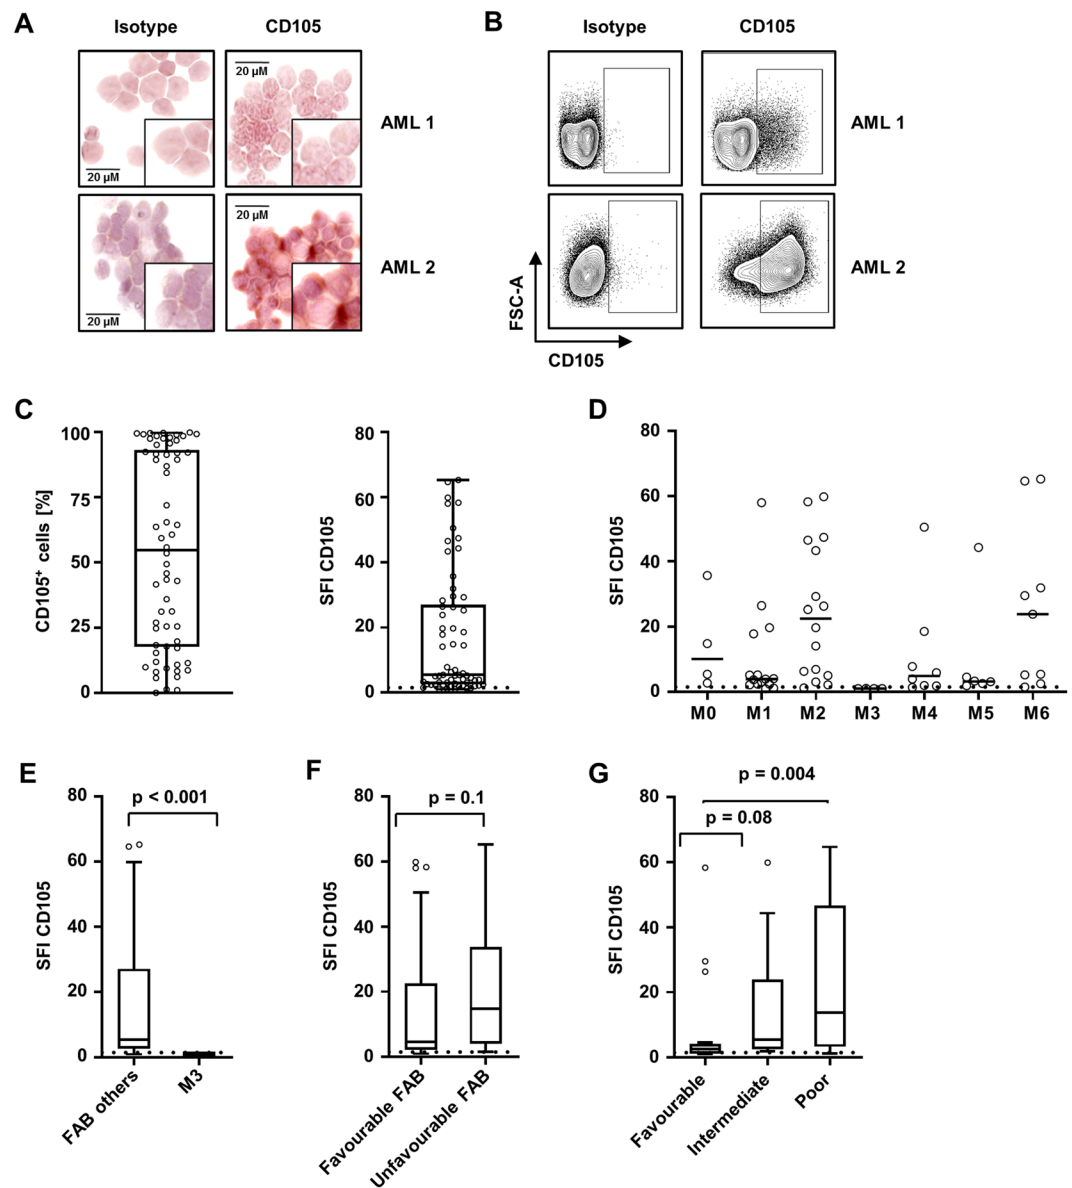 A
Isotype
CD105
20 µM
20 µM
AML 1
20 µM
20 µM
AML 2
B
Isotype
CD105
AML 1
AML 2
FSC-A
CD105
C
CD105+ cells [%]
100
75
50
25
0
SFI CD105
80
60
40
20
0
D
SFI CD105
80
60
40
20
0
M0 M1 M2 M3 M4 M5 M6
E
SFI CD105
80
60
40
20
0
p < 0.001
FAB others
M3
F
SFI CD105
80
60
40
20
0
p = 0.1
Favourable FAB
Unfavourable FAB
G
SFI CD105
80
60
40
20
0
p = 0.004
p = 0.08
Favourable
Intermediate
Poor